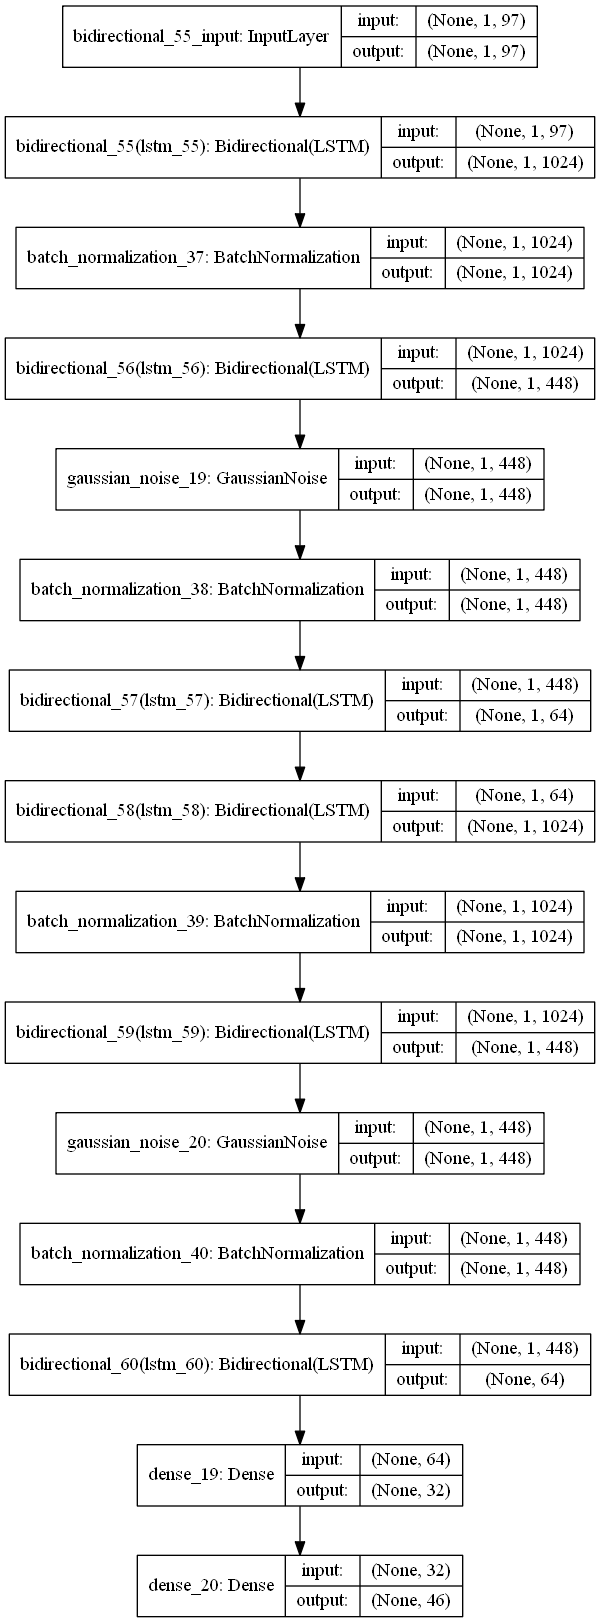 bidirectional_55_input: InputLayer
input: (None, 1, 97)
output: (None, 1, 97)
bidirectional_55(lstm_55): Bidirectional(LSTM)
input: (None, 1, 97)
output: (None, 1, 1024)
batch_normalization_37: BatchNormalization
input: (None, 1, 1024)
output: (None, 1, 1024)
bidirectional_56(lstm_56): Bidirectional(LSTM)
input: (None, 1, 1024)
output: (None, 1, 448)
gaussian_noise_19: GaussianNoise
input: (None, 1, 448)
output: (None, 1, 448)
batch_normalization_38: BatchNormalization
input: (None, 1, 448)
output: (None, 1, 448)
bidirectional_57(lstm_57): Bidirectional(LSTM)
input: (None, 1, 448)
output: (None, 1, 64)
bidirectional_58(lstm_58): Bidirectional(LSTM)
input: (None, 1, 64)
output: (None, 1, 1024)
batch_normalization_39: BatchNormalization
input: (None, 1, 1024)
output: (None, 1, 1024)
bidirectional_59(lstm_59): Bidirectional(LSTM)
input: (None, 1, 1024)
output: (None, 1, 448)
gaussian_noise_20: GaussianNoise
input: (None, 1, 448)
output: (None, 1, 448)
batch_normalization_40: BatchNormalization
input: (None, 1, 448)
output: (None, 1, 448)
bidirectional_60(lstm_60): Bidirectional(LSTM)
input: (None, 1, 448)
output: (None, 64)
dense_19: Dense
input: (None, 64)
output: (None, 32)
dense_20: Dense
input: (None, 32)
output: (None, 46)